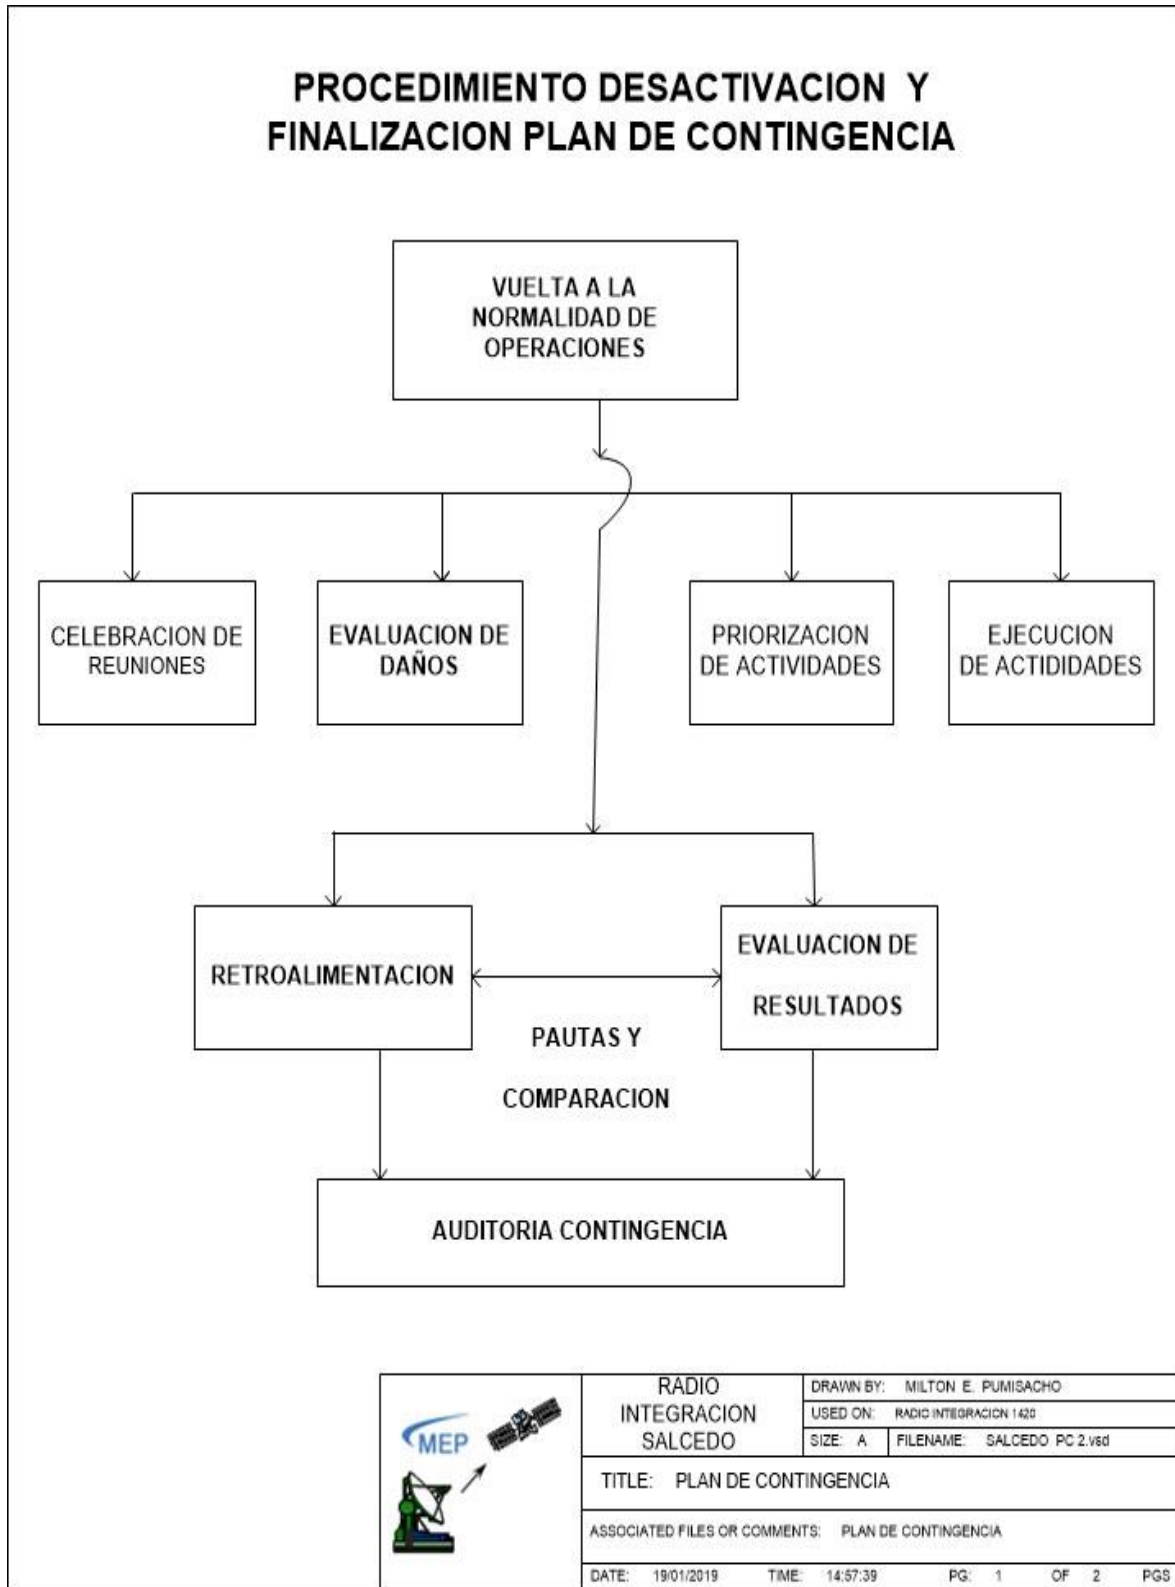 PROCEDIMIENTO DESACTIVACION Y
FINALIZACION PLAN DE CONTINGENCIA
VUELTA A LA
NORMALIDAD DE
OPERACIONES
CELEBRACION DE
REUNIONES
EVALUACION DE
DAÑOS
PRIORIZACION
DE ACTIVIDADES
EJECUCION
DE ACTIDIDADES
RETROALIMENTACION
EVALUACION DE
RESULTADOS
PAUTAS Y
COMPARACION
AUDITORIA CONTINGENCIA
MEP
RADIO
INTEGRACION
SALCEDO
DRAWN BY: MILTON E. PUMISACHO
USED ON: RADIO INTEGRACION 1420
SIZE: A FILENAME: SALCEDO PC 2.vsd
TITLE: PLAN DE CONTINGENCIA
ASSOCIATED FILES OR COMMENTS: PLAN DE CONTINGENCIA
DATE: 19/01/2019 TIME: 14:57:39 PG: 1 OF 2 PGS